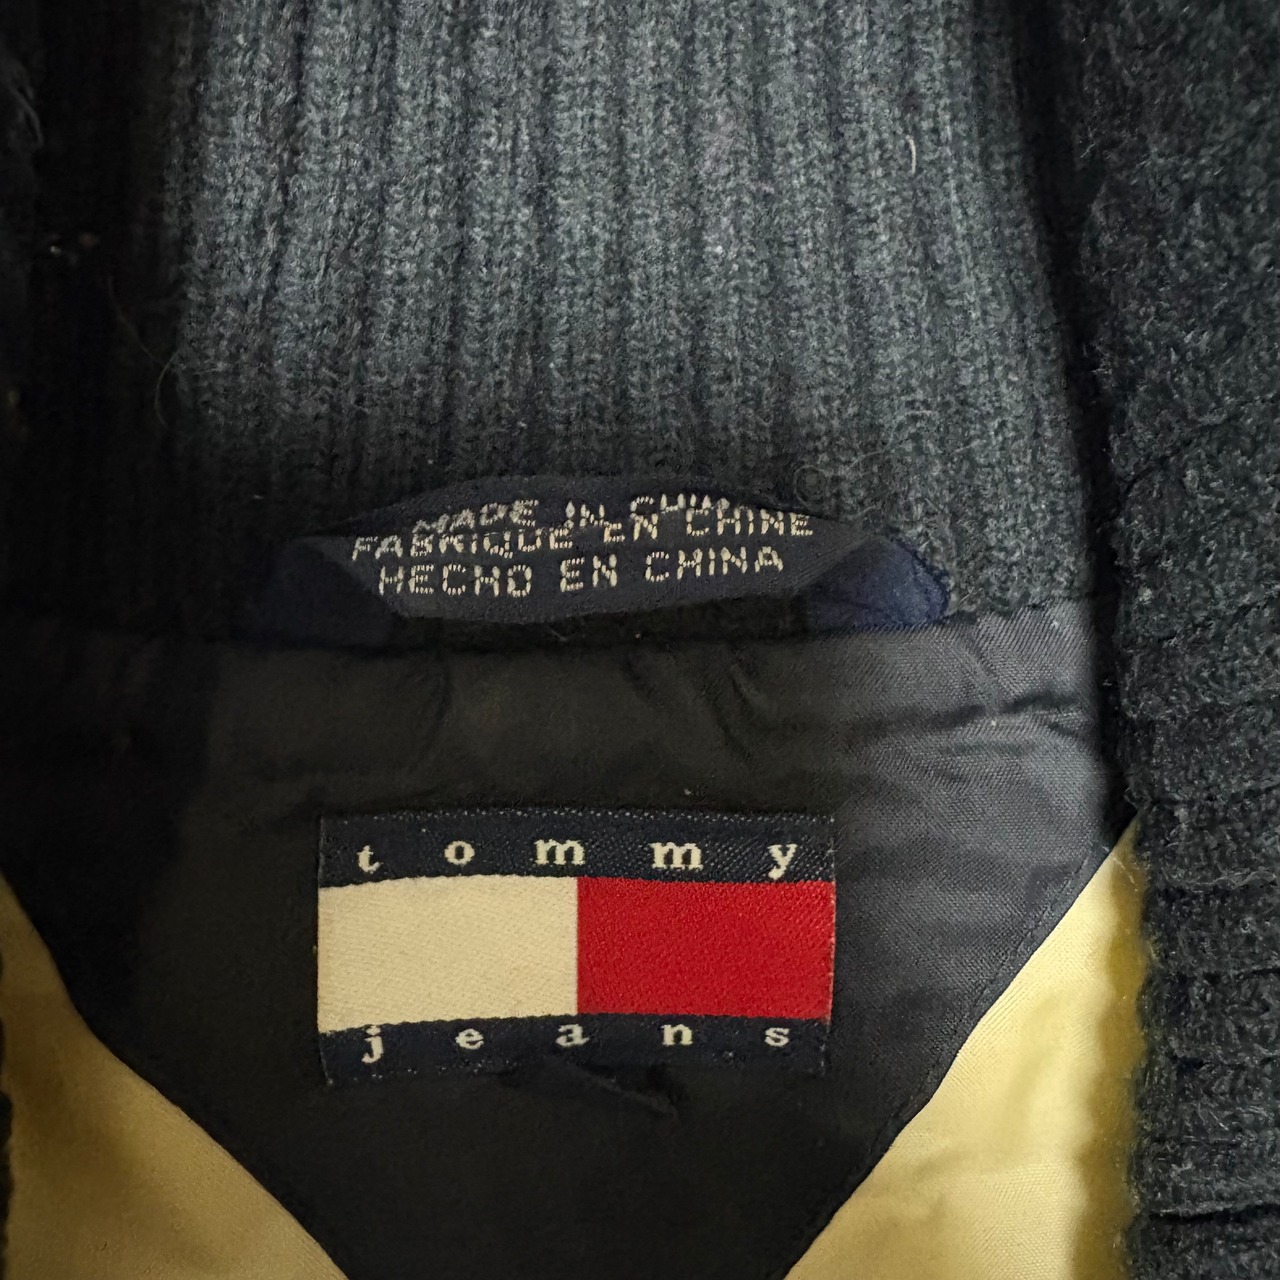 MADE IN CHINA
FABRIQUE EN CHINE
HECHO EN CHINA
tommy
jeans